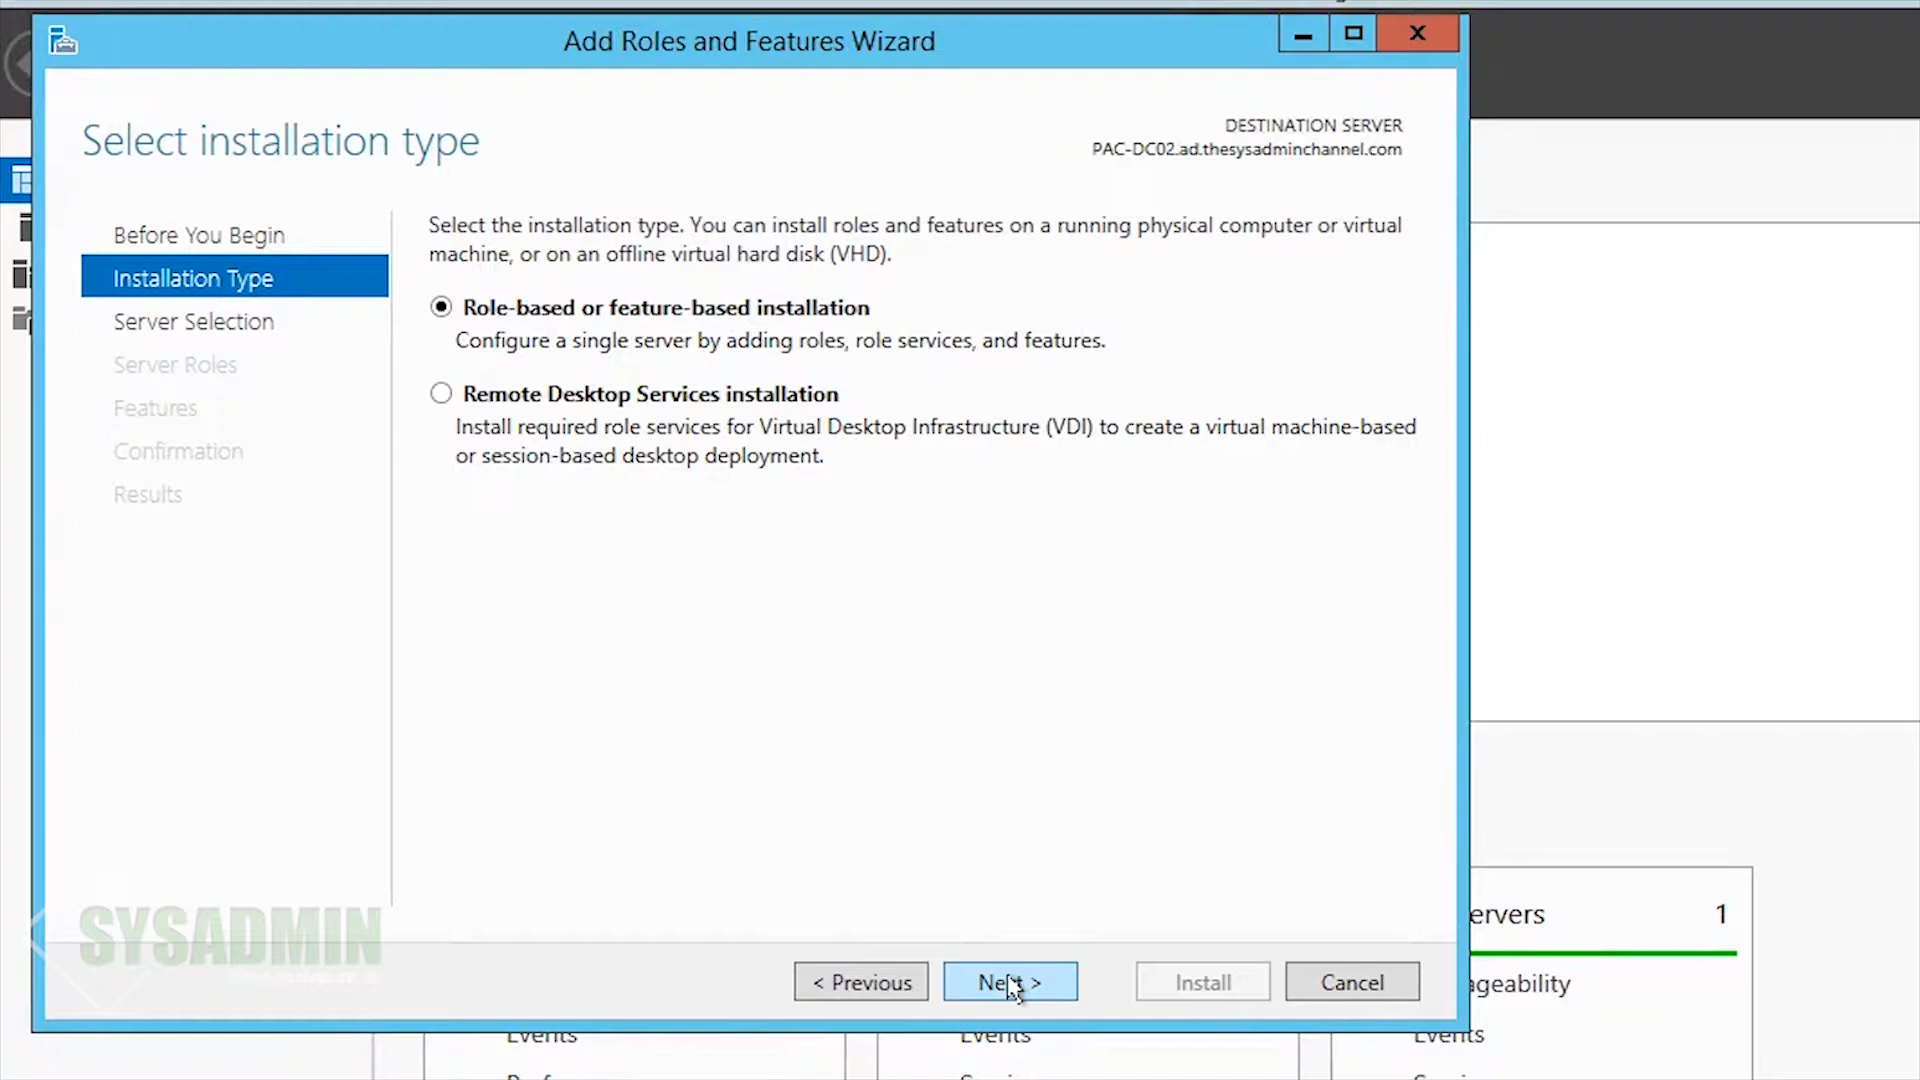 Add Roles and Features Wizard
Select installation type
DESTINATION SERVER
PAC-DC02.ad.thesysadminchannel.com
Before You Begin
Installation Type
Server Selection
Server Roles
Features
Confirmation
Results
Select the installation type. You can install roles and features on a running physical computer or virtual
machine, or on an offline virtual hard disk (VHD).
Role-based or feature-based installation
Configure a single server by adding roles, role services, and features.
Remote Desktop Services installation
Install required role services for Virtual Desktop Infrastructure (VDI) to create a virtual machine-based
or session-based desktop deployment.
SYSADMIN
< Previous
Next >
Install
Cancel
ervers 1
ageability
Events
Events
Events